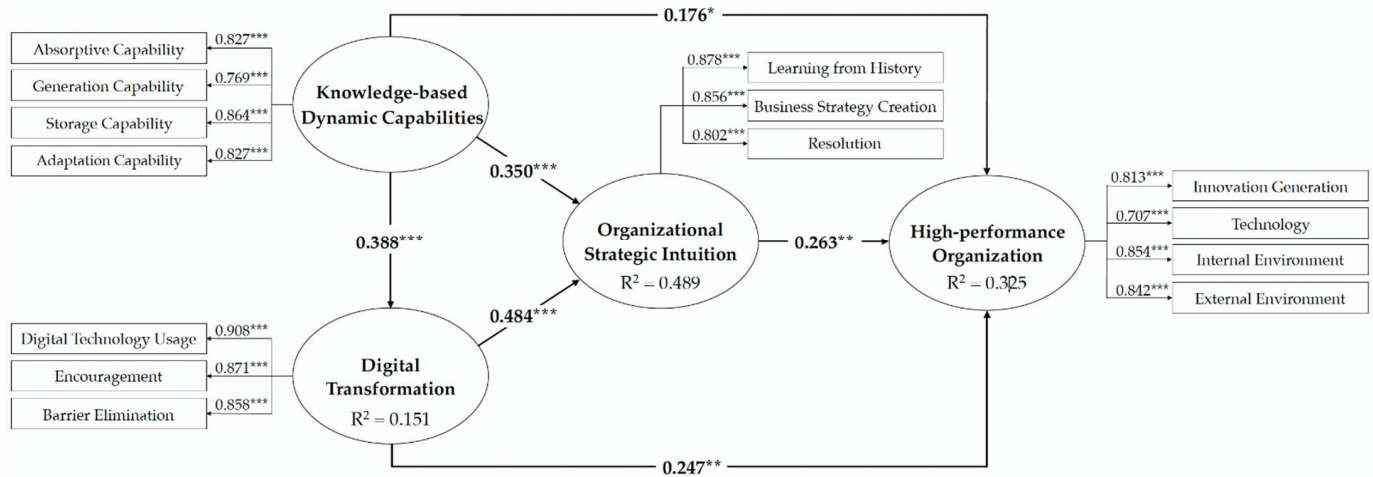 0.176*
Absorptive Capability
0.827***
Generation Capability
0.769***
Storage Capability
0.864***
Adaptation Capability
0.827***
Knowledge-based
Dynamic Capabilities
0.878***
Learning from History
0.856***
Business Strategy Creation
0.802***
Resolution
0.350***
0.388***
Organizational
Strategic Intuition
R² = 0.489
0.263**
High-performance
Organization
R² = 0.325
0.813***
Innovation Generation
0.707***
Technology
0.854***
Internal Environment
0.842***
External Environment
0.484***
Digital Technology Usage
0.908***
Encouragement
0.871***
Barrier Elimination
0.858***
Digital
Transformation
R² = 0.151
0.247**